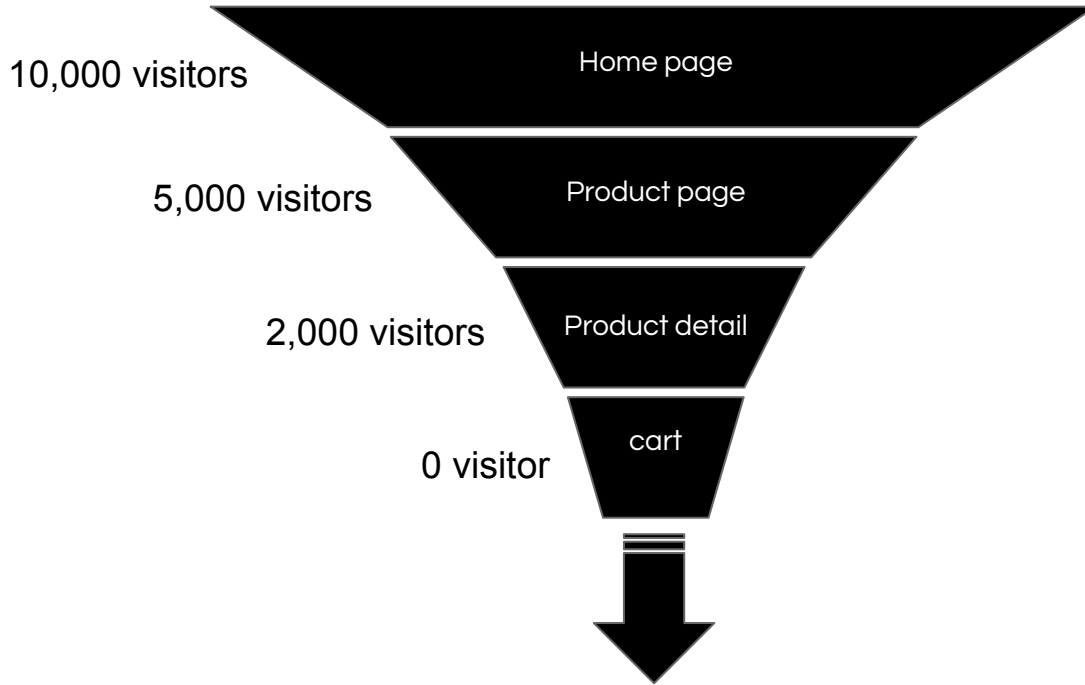 10,000 visitors
Home page
5,000 visitors
Product page
2,000 visitors
Product detail
0 visitor
cart